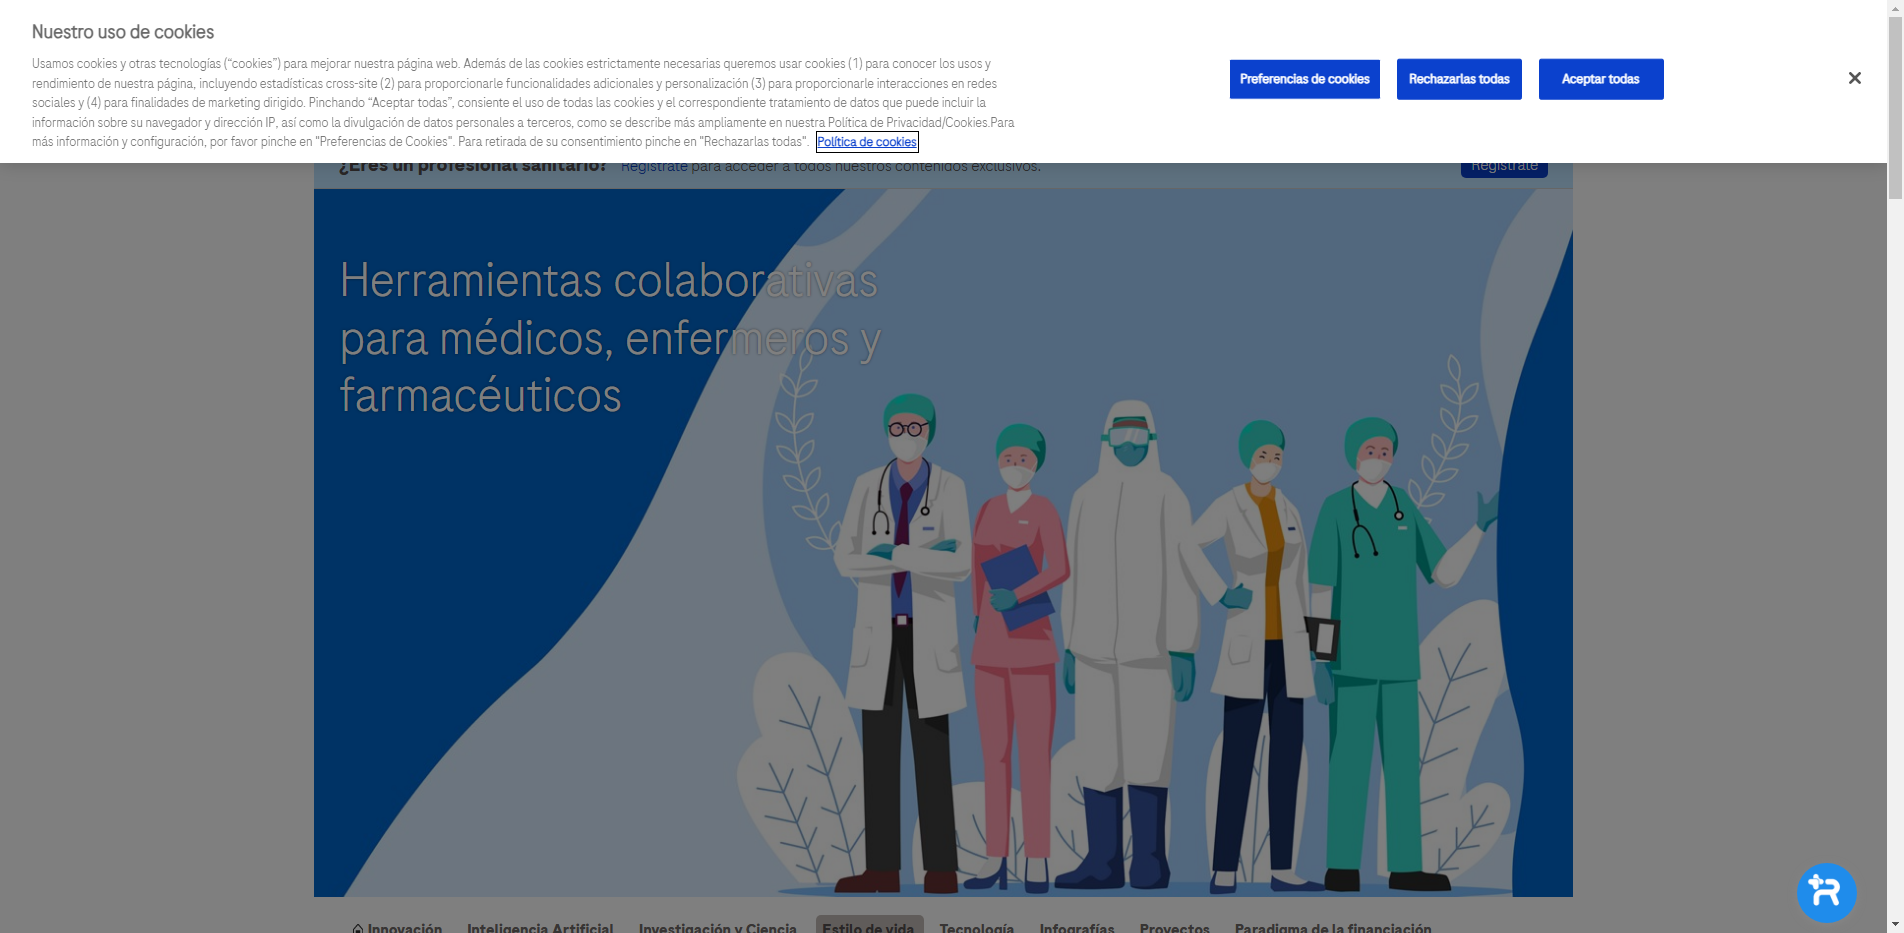 Nuestro uso de cookies
Usamos cookies y otras tecnologías (“cookies”) para mejorar nuestra página web. Además de las cookies estrictamente necesarias queremos usar cookies (1) para conocer los usos y
rendimiento de nuestra página, incluyendo estadísticas cross-site (2) para proporcionarle funcionalidades adicionales y personalización (3) para proporcionarle interacciones en redes
sociales y (4) para finalidades de marketing dirigido. Pinchando “Aceptar todas”, consiente el uso de todas las cookies y el correspondiente tratamiento de datos que puede incluir la
información sobre su navegador y dirección IP, así como la divulgación de datos personales a terceros, como se describe más ampliamente en nuestra Política de Privacidad/Cookies.Para
más información y configuración, por favor pinche en "Preferencias de Cookies". Para retirada de su consentimiento pinche en "Rechazarlas todas". Política de cookies
Preferencias de cookies
Rechazarlas todas
Aceptar todas
¿Eres un profesional sanitario? Regístrate para acceder a todos nuestros contenidos exclusivos.
Regístrate
Herramientas colaborativas
para médicos, enfermeros y
farmacéuticos
Innovación Inteligencia Artificial Investigación y Ciencia Estilo de vida Tecnología Infografías Proyectos Paradigma de la financiación